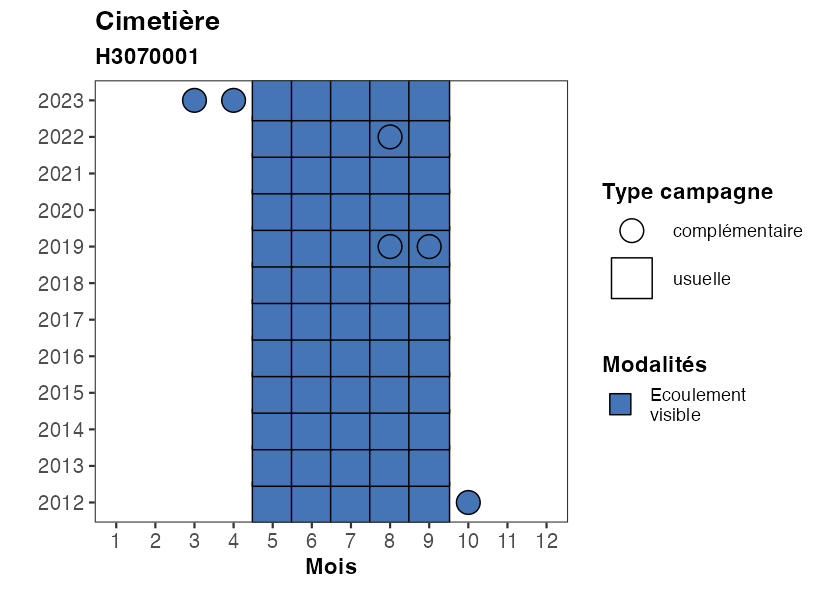 Cimetière
H3070001
2023
2022
2021
2020
2019
2018
2017
2016
2015
2014
2013
2012
1 2 3 4 5 6 7 8 9 10 11 12
Mois
Type campagne
complémentaire
usuelle
Modalités
Ecoulement
visible